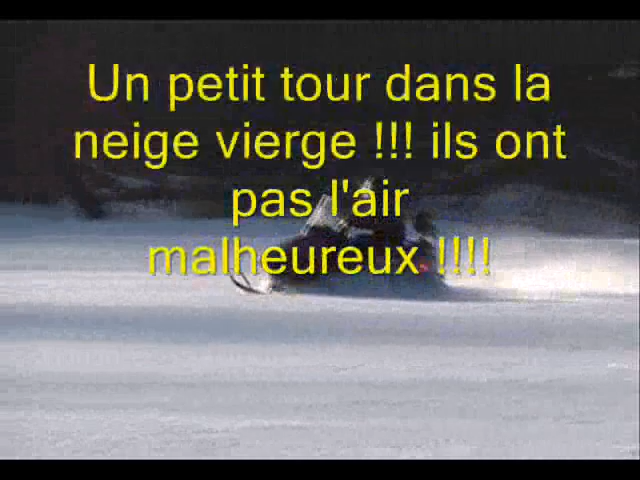 Un petit tour dans la
neige vierge !!! ils ont
pas l'air
malheureux !!!!